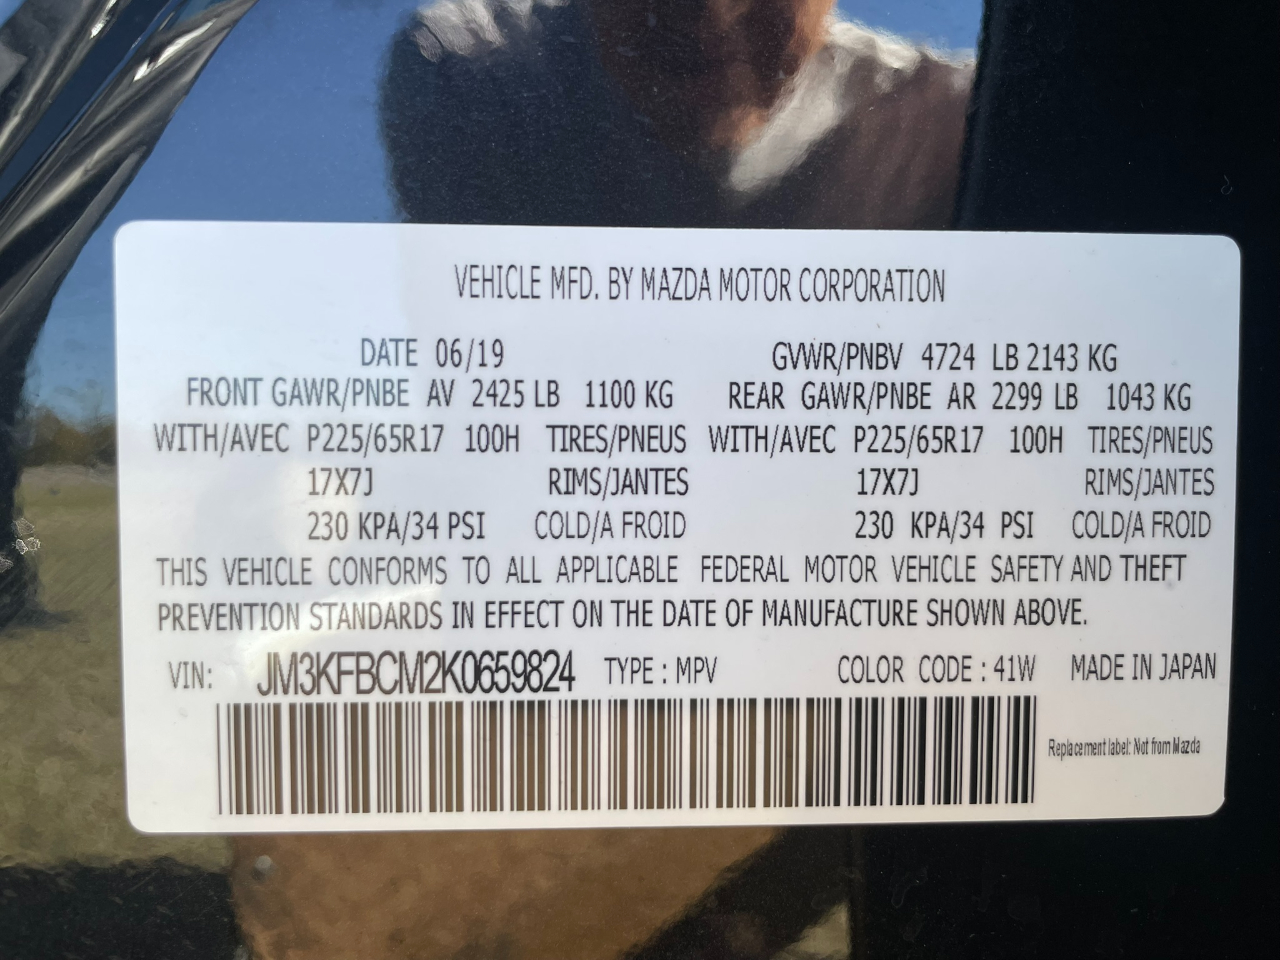 VEHICLE MFD. BY MAZDA MOTOR CORPORATION
DATE 06/19 GVWR/PNBV 4724 LB 2143 KG
FRONT GAWR/PNBE AV 2425 LB 1100 KG REAR GAWR/PNBE AR 2299 LB 1043 KG
WITH/AVEC P225/65R17 100H TIRES/PNEUS WITH/AVEC P225/65R17 100H TIRES/PNEUS
17X7J RIMS/JANTES 17X7J RIMS/JANTES
230 KPA/34 PSI COLD/A FROID 230 KPA/34 PSI COLD/A FROID
THIS VEHICLE CONFORMS TO ALL APPLICABLE FEDERAL MOTOR VEHICLE SAFETY AND THEFT
PREVENTION STANDARDS IN EFFECT ON THE DATE OF MANUFACTURE SHOWN ABOVE.
VIN: JM3KFBCM2K0659824 TYPE : MPV COLOR CODE : 41W MADE IN JAPAN
Replacement label: Not from Mazda